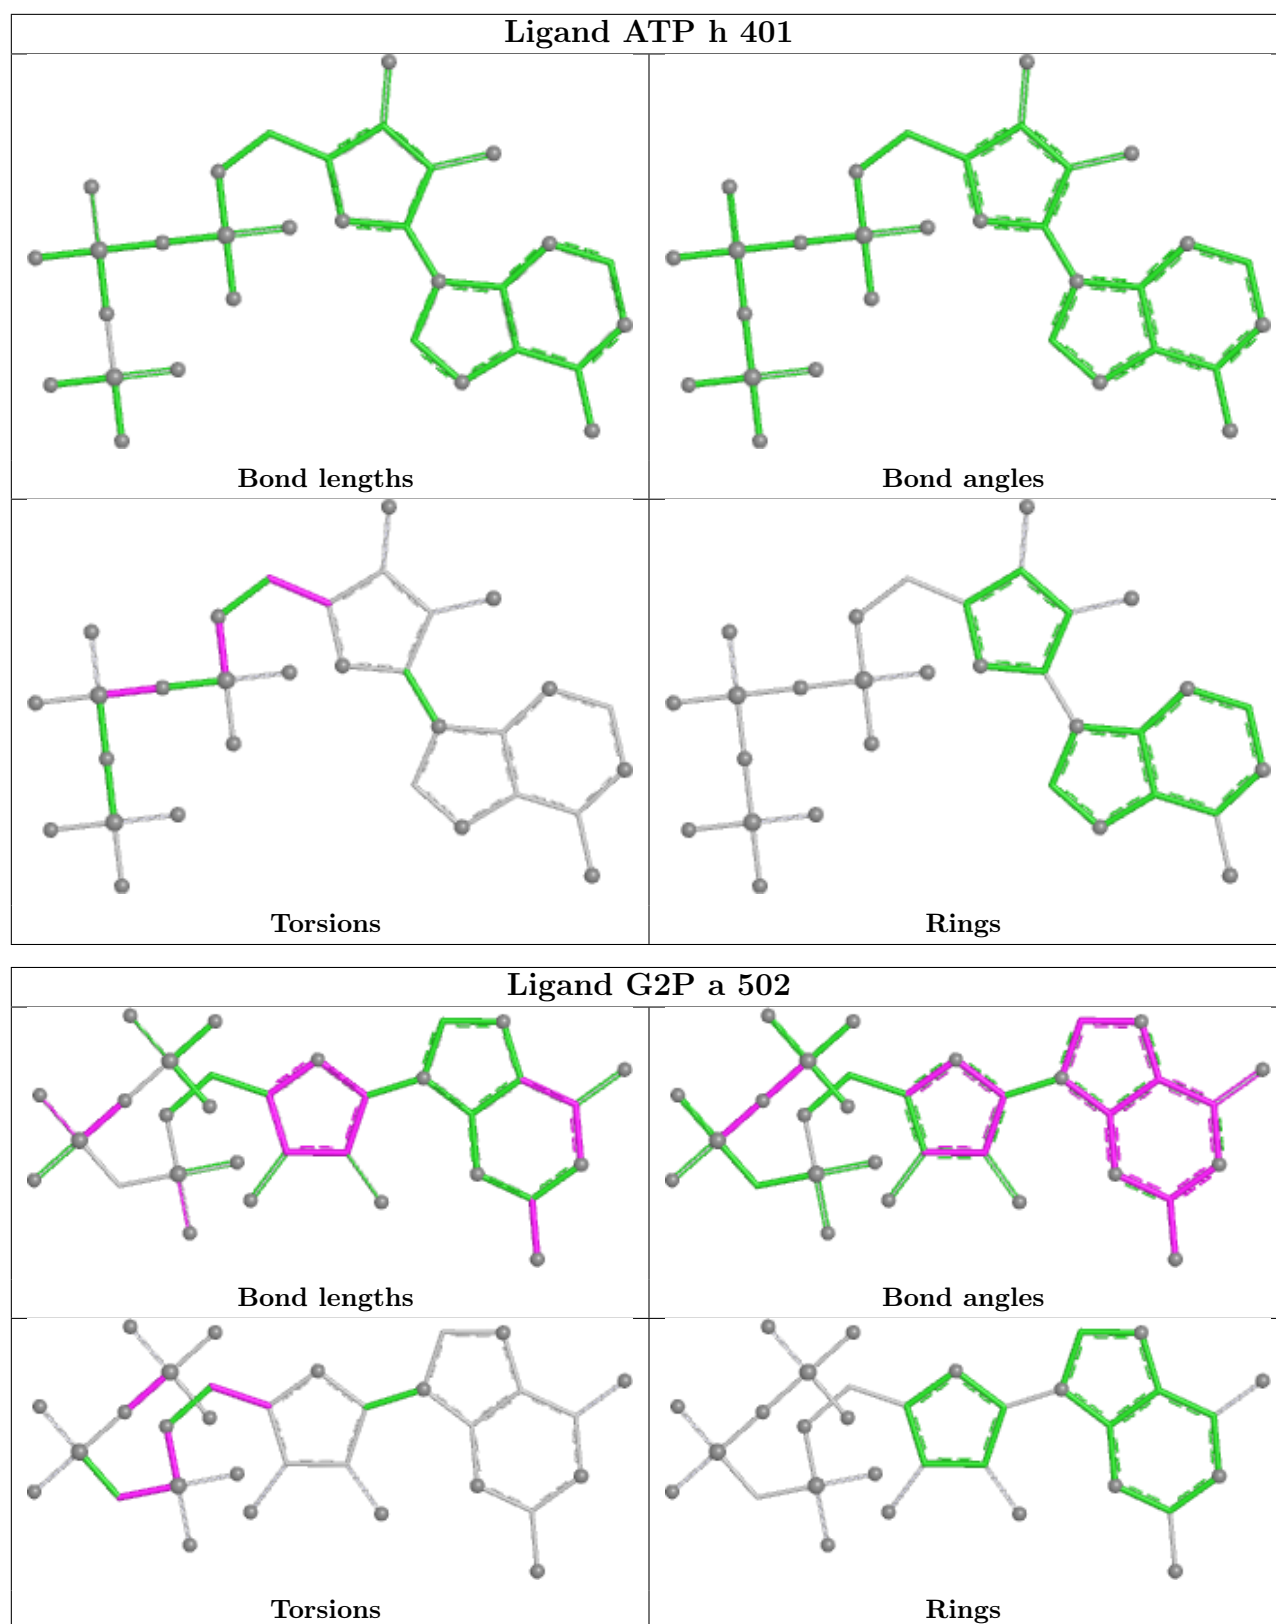 Ligand ATP h 401
Bond lengths
Bond angles
Torsions
Rings
Ligand G2P a 502
Bond lengths
Bond angles
Torsions
Rings